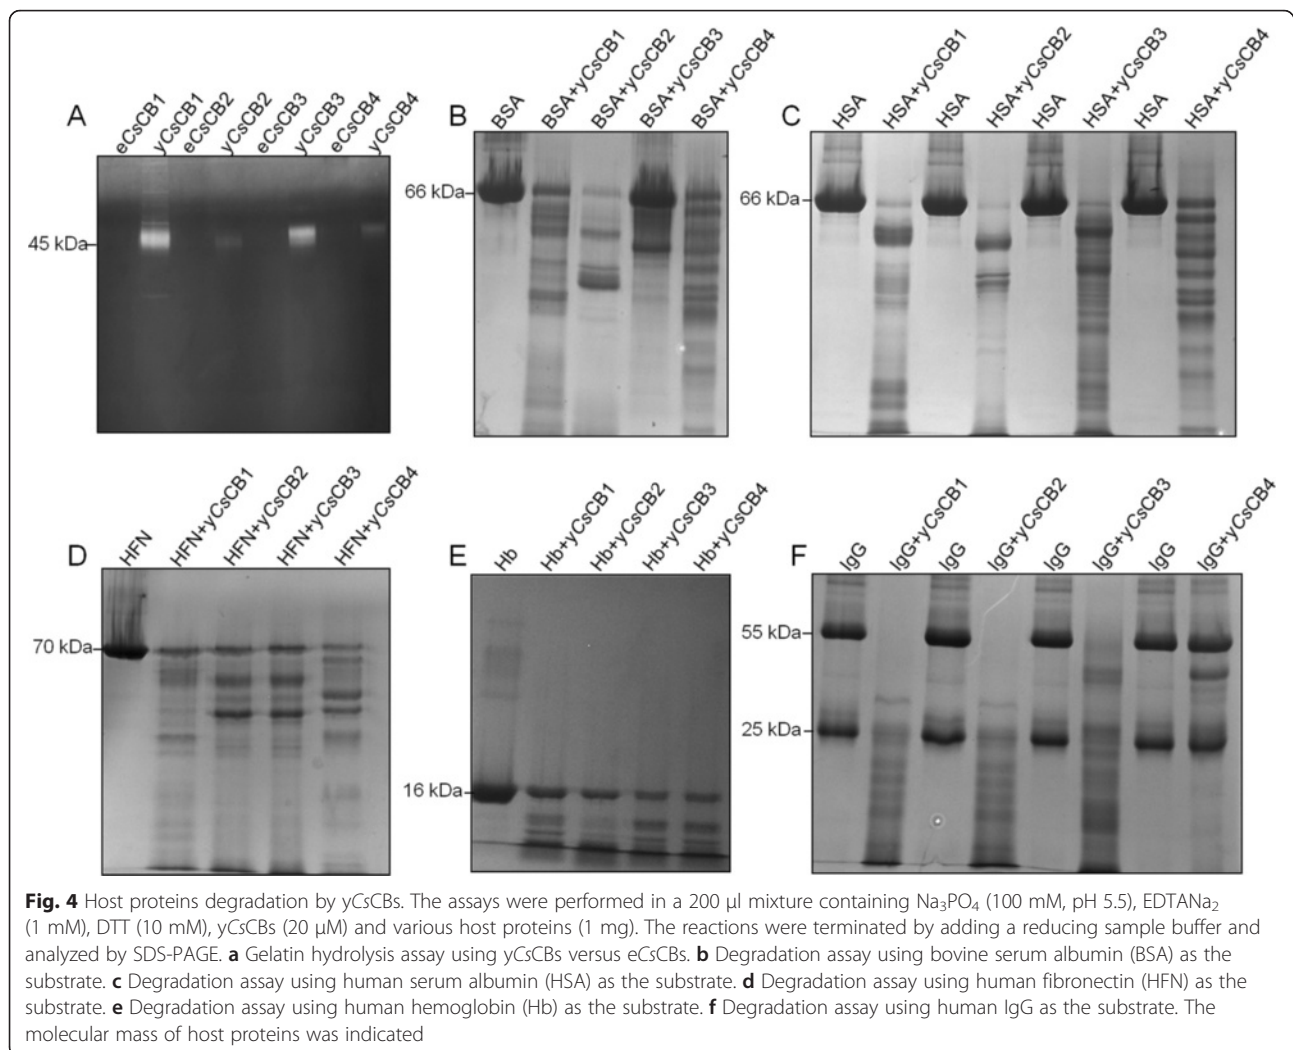 A
eCsCB1
yCsCB1
eCsCB2
yCsCB2
eCsCB3
yCsCB3
eCsCB4
yCsCB4
45 kDa
B
BSA
BSA+yCsCB1
BSA+yCsCB2
BSA+yCsCB3
BSA+yCsCB4
66 kDa
C
HSA
HSA+yCsCB1
HSA
HSA+yCsCB2
HSA
HSA+yCsCB3
HSA
HSA+yCsCB4
66 kDa
D
HFN
HFN+yCsCB1
HFN+yCsCB2
HFN+yCsCB3
HFN+yCsCB4
70 kDa
E
Hb
Hb+yCsCB1
Hb+yCsCB2
Hb+yCsCB3
Hb+yCsCB4
16 kDa
F
IgG
IgG+yCsCB1
IgG
IgG+yCsCB2
IgG
IgG+yCsCB3
IgG
IgG+yCsCB4
55 kDa
25 kDa
Fig. 4 Host proteins degradation by yCsCBs. The assays were performed in a 200 μl mixture containing Na₃PO₄ (100 mM, pH 5.5), EDTANa₂
(1 mM), DTT (10 mM), yCsCBs (20 μM) and various host proteins (1 mg). The reactions were terminated by adding a reducing sample buffer and
analyzed by SDS-PAGE. a Gelatin hydrolysis assay using yCsCBs versus eCsCBs. b Degradation assay using bovine serum albumin (BSA) as the
substrate. c Degradation assay using human serum albumin (HSA) as the substrate. d Degradation assay using human fibronectin (HFN) as the
substrate. e Degradation assay using human hemoglobin (Hb) as the substrate. f Degradation assay using human IgG as the substrate. The
molecular mass of host proteins was indicated